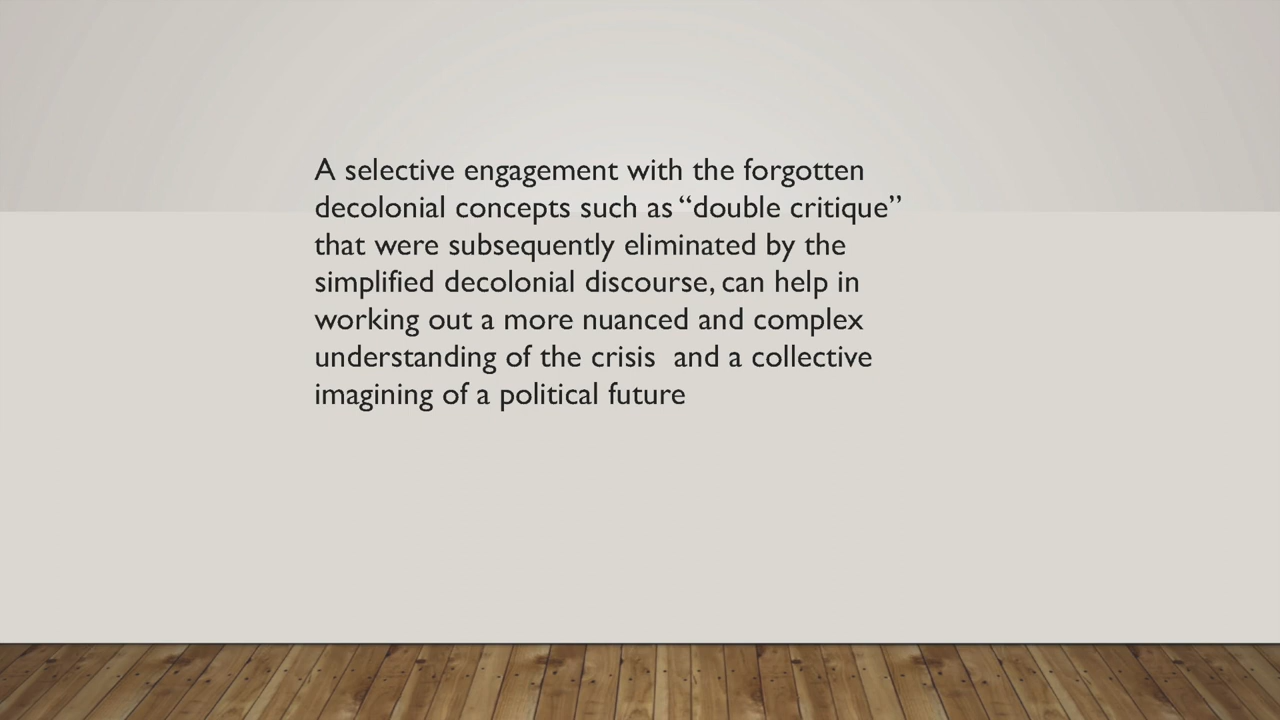 A selective engagement with the forgotten
decolonial concepts such as “double critique”
that were subsequently eliminated by the
simplified decolonial discourse, can help in
working out a more nuanced and complex
understanding of the crisis  and a collective
imagining of a political future